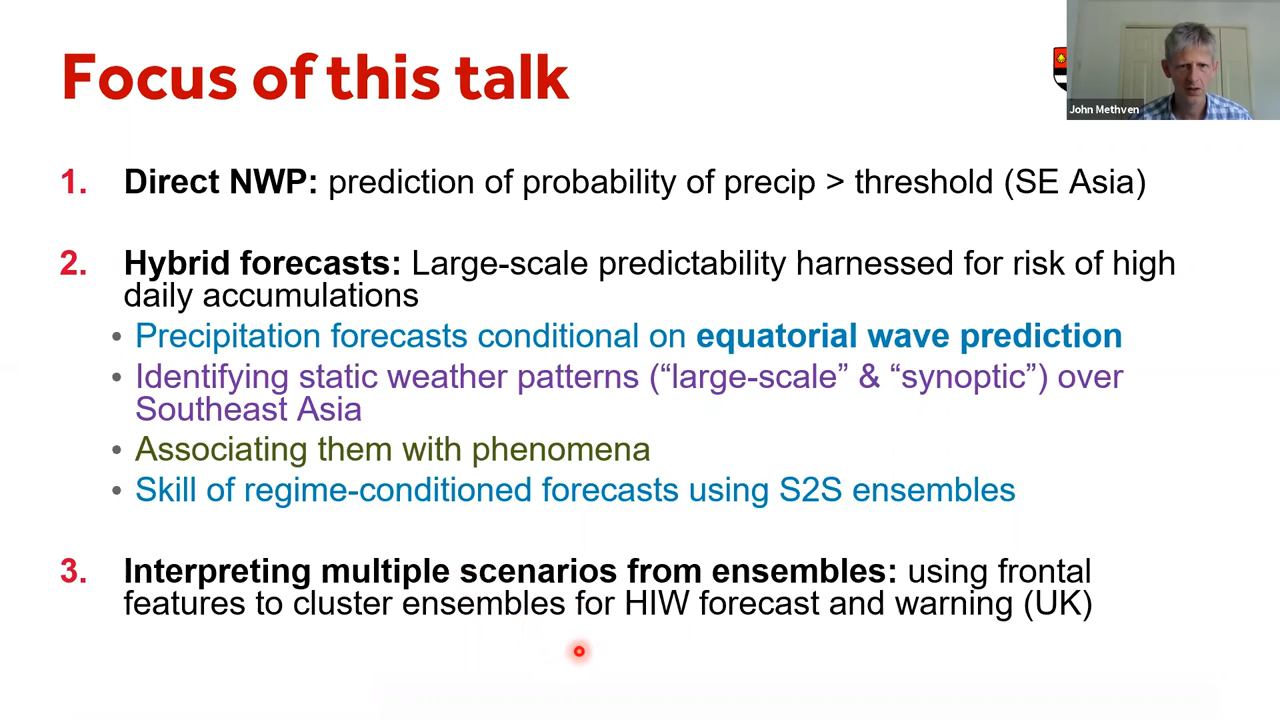 Focus of this talk
John Methven
1. Direct NWP: prediction of probability of precip > threshold (SE Asia)
2. Hybrid forecasts: Large-scale predictability harnessed for risk of high
daily accumulations
• Precipitation forecasts conditional on equatorial wave prediction
• Identifying static weather patterns (“large-scale” & “synoptic”) over
Southeast Asia
• Associating them with phenomena
• Skill of regime-conditioned forecasts using S2S ensembles
3. Interpreting multiple scenarios from ensembles: using frontal
features to cluster ensembles for HIW forecast and warning (UK)